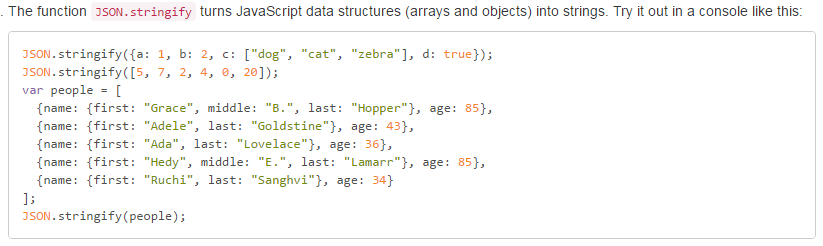 . The function JSON.stringify turns JavaScript data structures (arrays and objects) into strings. Try it out in a console like this:
JSON.stringify({a: 1, b: 2, c: ["dog", "cat", "zebra"], d: true});
JSON.stringify([5, 7, 2, 4, 0, 20]);
var people = [
  {name: {first: "Grace", middle: "B.", last: "Hopper"}, age: 85},
  {name: {first: "Adele", last: "Goldstine"}, age: 43},
  {name: {first: "Ada", last: "Lovelace"}, age: 36},
  {name: {first: "Hedy", middle: "E.", last: "Lamarr"}, age: 85},
  {name: {first: "Ruchi", last: "Sanghvi"}, age: 34}
];
JSON.stringify(people);